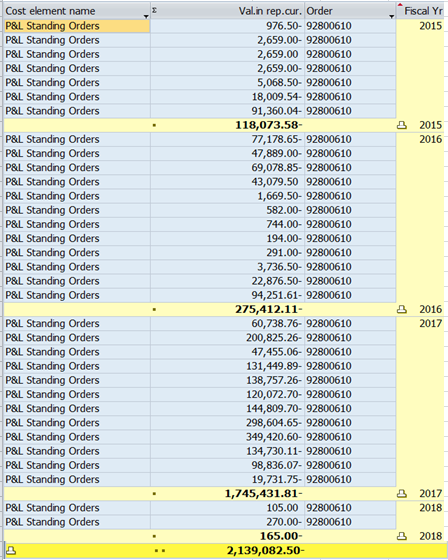 Cost element name Σ Val.in rep.cur. Order Fiscal Yr
P&L Standing Orders 976.50- 92800610 2015
P&L Standing Orders 2,659.00- 92800610
P&L Standing Orders 2,659.00 92800610
P&L Standing Orders 2,659.00- 92800610
P&L Standing Orders 5,068.50- 92800610
P&L Standing Orders 18,009.54- 92800610
P&L Standing Orders 91,360.04- 92800610
118,073.58- 2015
P&L Standing Orders 77,178.65- 92800610 2016
P&L Standing Orders 47,889.00- 92800610
P&L Standing Orders 69,078.85- 92800610
P&L Standing Orders 43,079.50 92800610
P&L Standing Orders 1,669.50- 92800610
P&L Standing Orders 582.00- 92800610
P&L Standing Orders 744.00- 92800610
P&L Standing Orders 194.00- 92800610
P&L Standing Orders 291.00- 92800610
P&L Standing Orders 3,736.50- 92800610
P&L Standing Orders 22,876.50- 92800610
P&L Standing Orders 94,251.61- 92800610
275,412.11- 2016
P&L Standing Orders 60,738.76- 92800610 2017
P&L Standing Orders 200,825.26- 92800610
P&L Standing Orders 47,455.06- 92800610
P&L Standing Orders 131,449.89- 92800610
P&L Standing Orders 138,757.26- 92800610
P&L Standing Orders 120,072.70- 92800610
P&L Standing Orders 144,809.70- 92800610
P&L Standing Orders 298,604.65- 92800610
P&L Standing Orders 349,420.60- 92800610
P&L Standing Orders 134,730.11- 92800610
P&L Standing Orders 98,836.07- 92800610
P&L Standing Orders 19,731.75- 92800610
1,745,431.81- 2017
P&L Standing Orders 105.00 92800610 2018
P&L Standing Orders 270.00- 92800610
165.00- 2018
2,139,082.50-